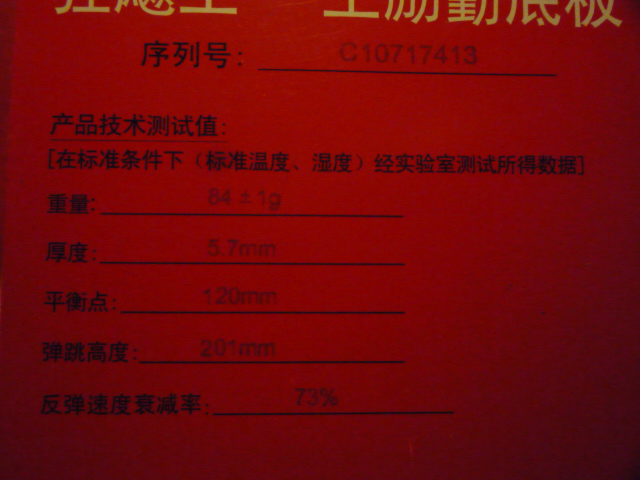 狂飚王 王励勤底板
序列号: C10717413
产品技术测试值:
[在标准条件下（标准温度、湿度）经实验室测试所得数据]
重量: 84±1g
厚度: 5.7mm
平衡点: 120mm
弹跳高度: 201mm
反弹速度衰减率: 73%